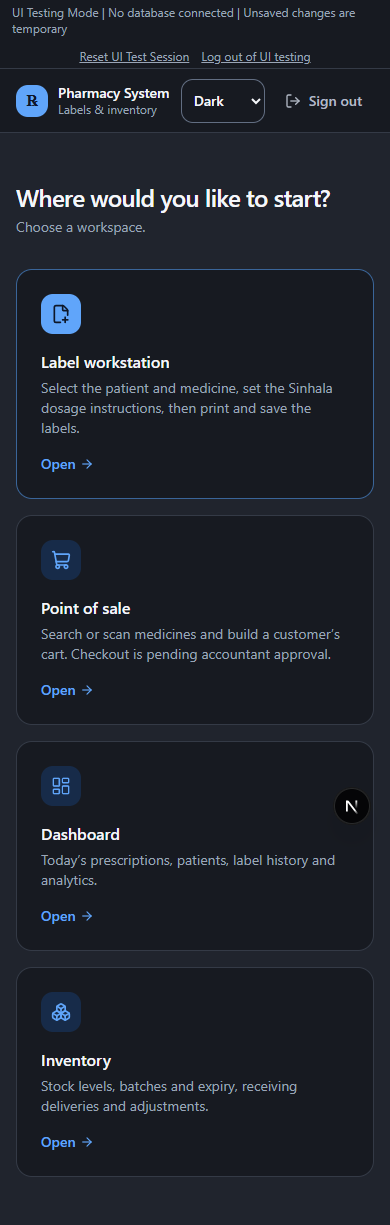 UI Testing Mode | No database connected | Unsaved changes are
temporary
Reset UI Test Session Log out of UI testing
℞ Pharmacy System
Labels & inventory
Dark
Sign out
Where would you like to start?
Choose a workspace.
Label workstation
Select the patient and medicine, set the Sinhala
dosage instructions, then print and save the
labels.
Open →
Point of sale
Search or scan medicines and build a customer’s
cart. Checkout is pending accountant approval.
Open →
Dashboard
Today’s prescriptions, patients, label history and
analytics.
Open →
N
Inventory
Stock levels, batches and expiry, receiving
deliveries and adjustments.
Open →